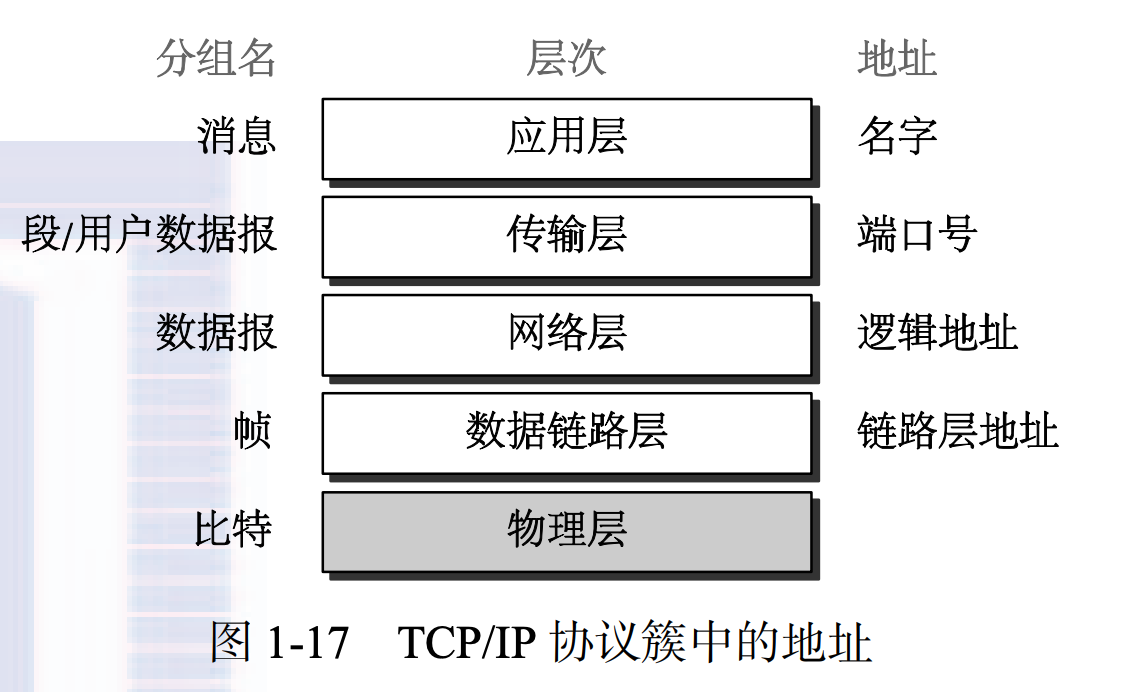 分组名 层次 地址
消息 应用层 名字
段/用户数据报 传输层 端口号
数据报 网络层 逻辑地址
帧 数据链路层 链路层地址
比特 物理层
图 1-17 TCP/IP 协议簇中的地址